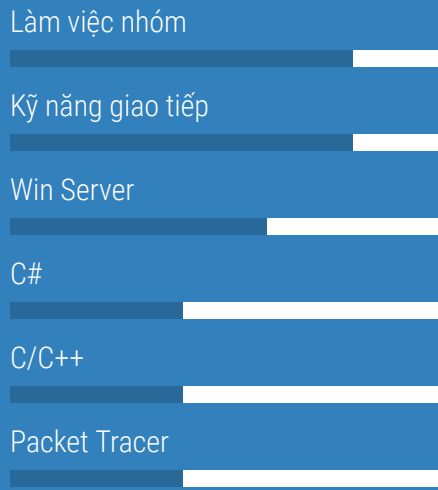 Làm việc nhóm
Kỹ năng giao tiếp
Win Server
C#
C/C++
Packet Tracer